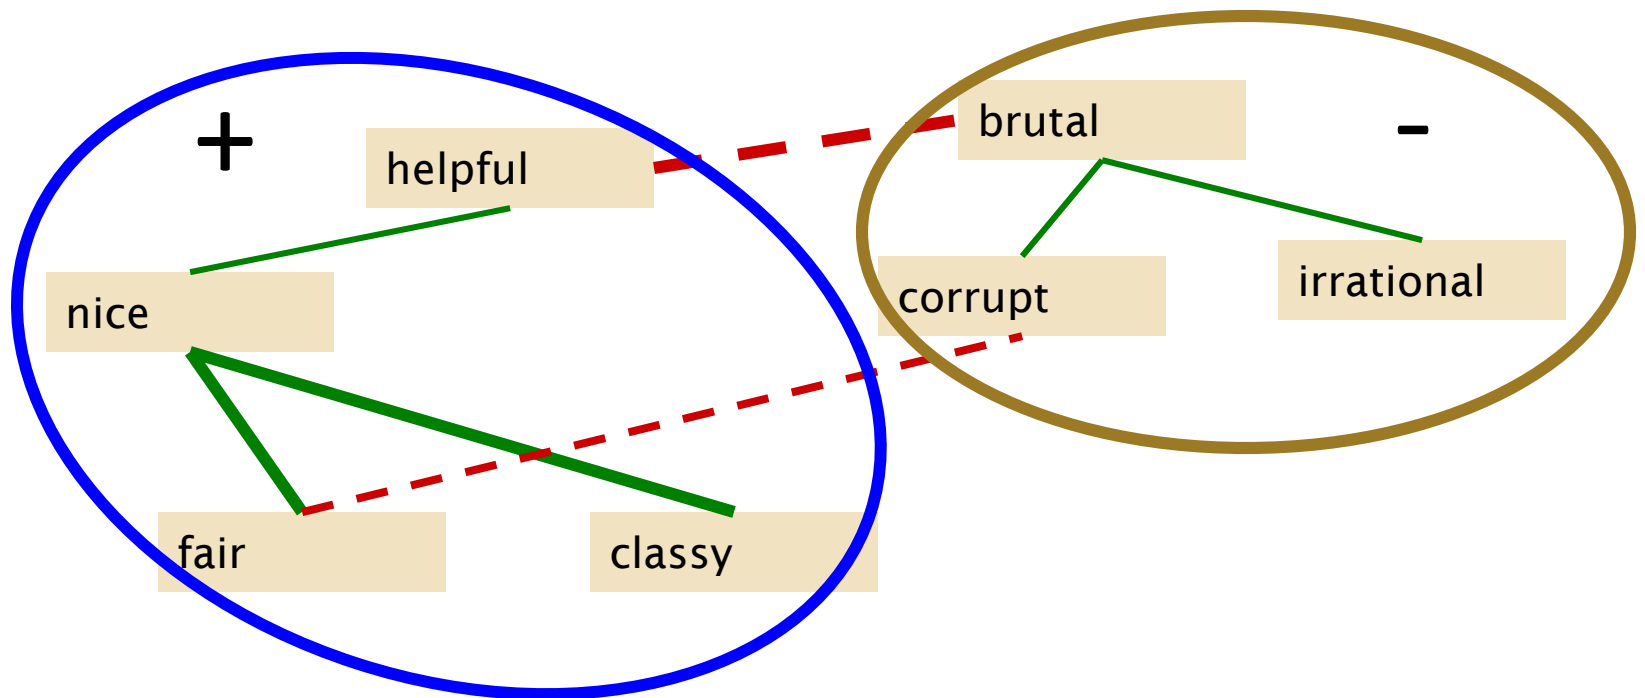 +
helpful
nice
fair
classy
brutal
-
corrupt
irrational